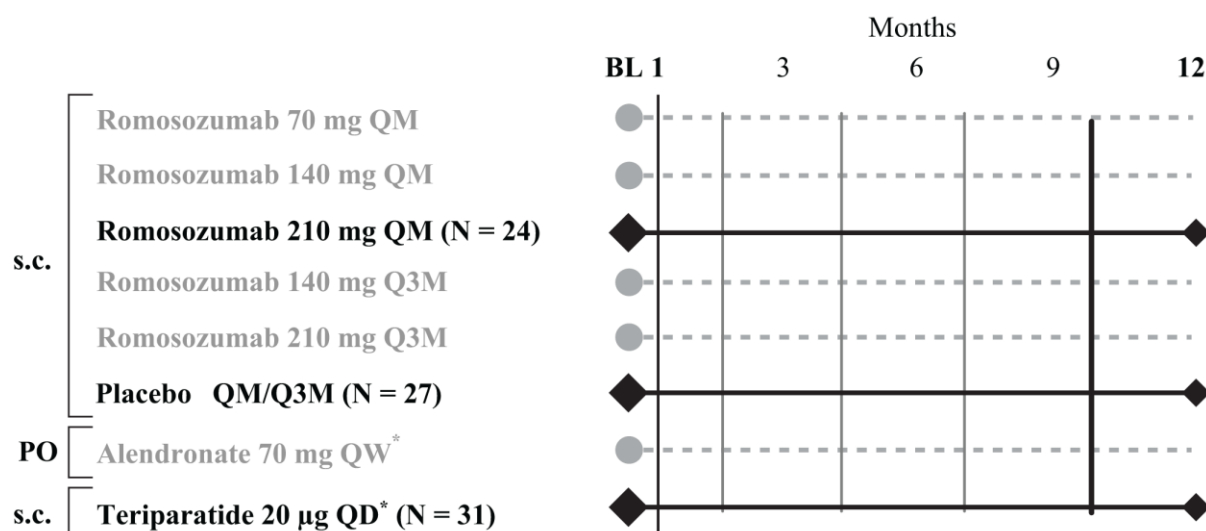 Months
BL 1 3 6 9 12
Romosozumab 70 mg QM
Romosozumab 140 mg QM
Romosozumab 210 mg QM (N = 24)
s.c.
Romosozumab 140 mg Q3M
Romosozumab 210 mg Q3M
Placebo QM/Q3M (N = 27)
PO Alendronate 70 mg QW*
s.c. Teriparatide 20 µg QD* (N = 31)